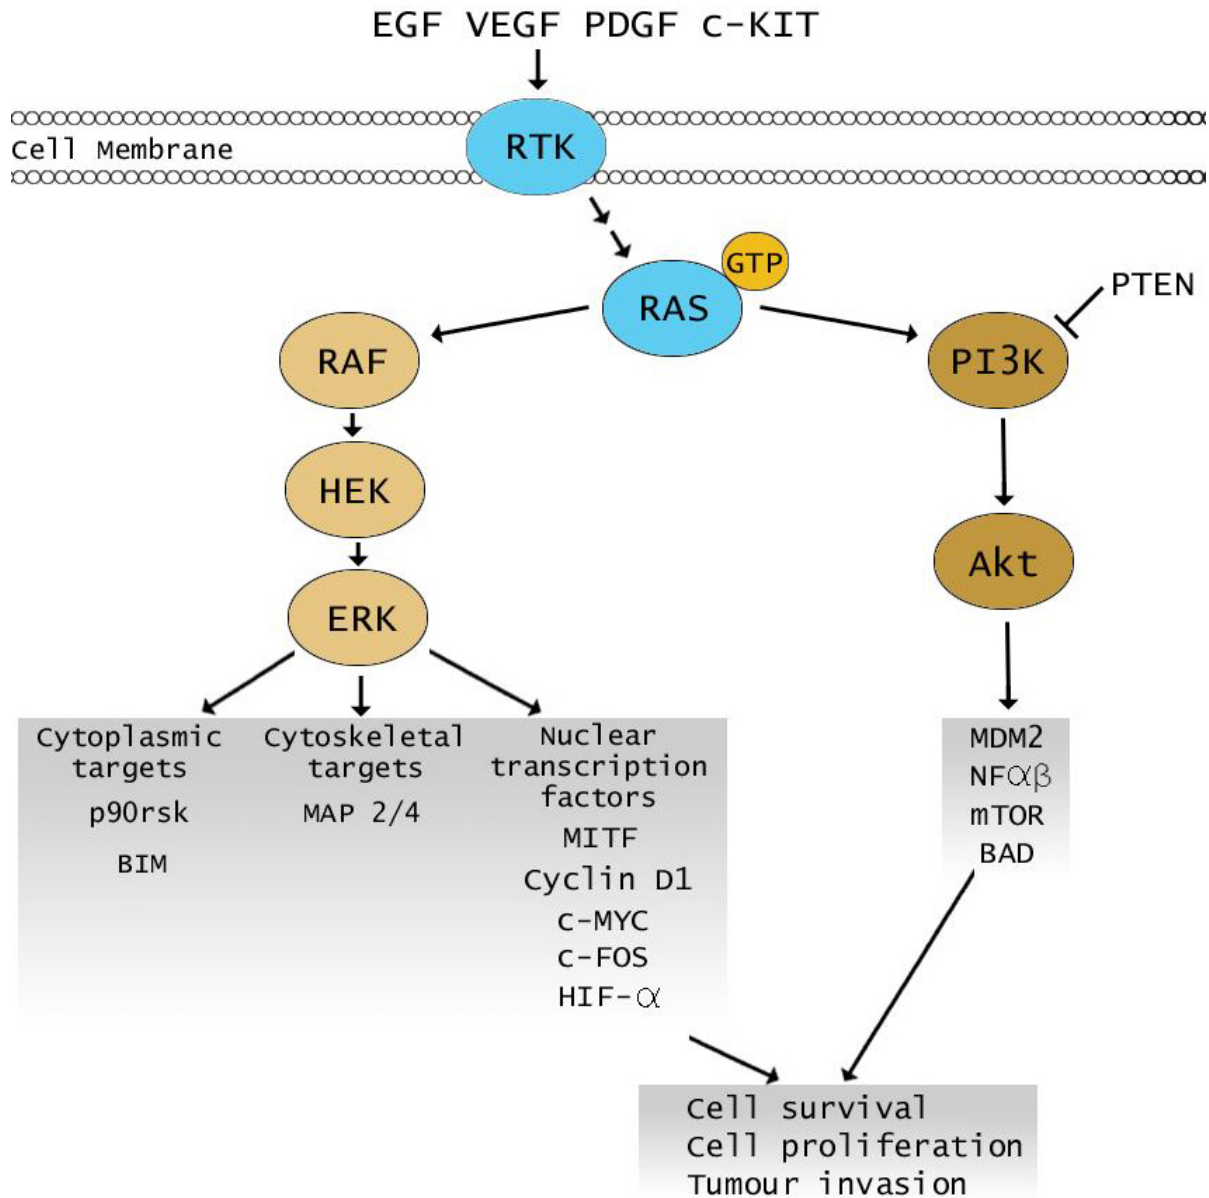 EGF VEGF PDGF c-KIT
Cell Membrane
RTK
GTP
RAS
PTEN
RAF
PI3K
HEK
Akt
ERK
Cytoplasmic
targets
p90rsk
BIM
Cytoskeletal
targets
MAP 2/4
Nuclear
transcription
factors
MITF
Cyclin D1
c-MYC
c-FOS
HIF-α
MDM2
NFαβ
mTOR
BAD
Cell survival
Cell proliferation
Tumour invasion